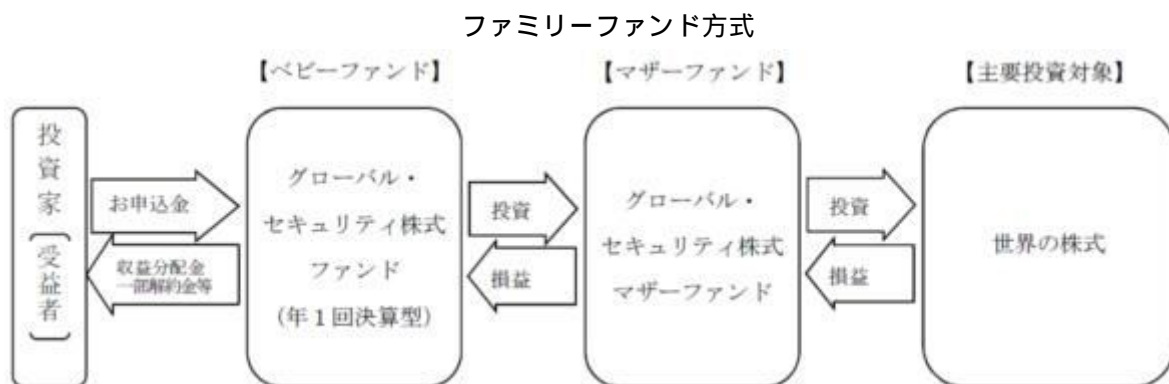 ファミリーファンド方式
【ベビーファンド】
【マザーファンド】
【主要投資対象】
投資家〔受益者〕
お申込金
収益分配金
一部解約金等
グローバル・
セキュリティ株式
ファンド
(年1回決算型)
投資
損益
グローバル・
セキュリティ株式
マザーファンド
投資
損益
世界の株式